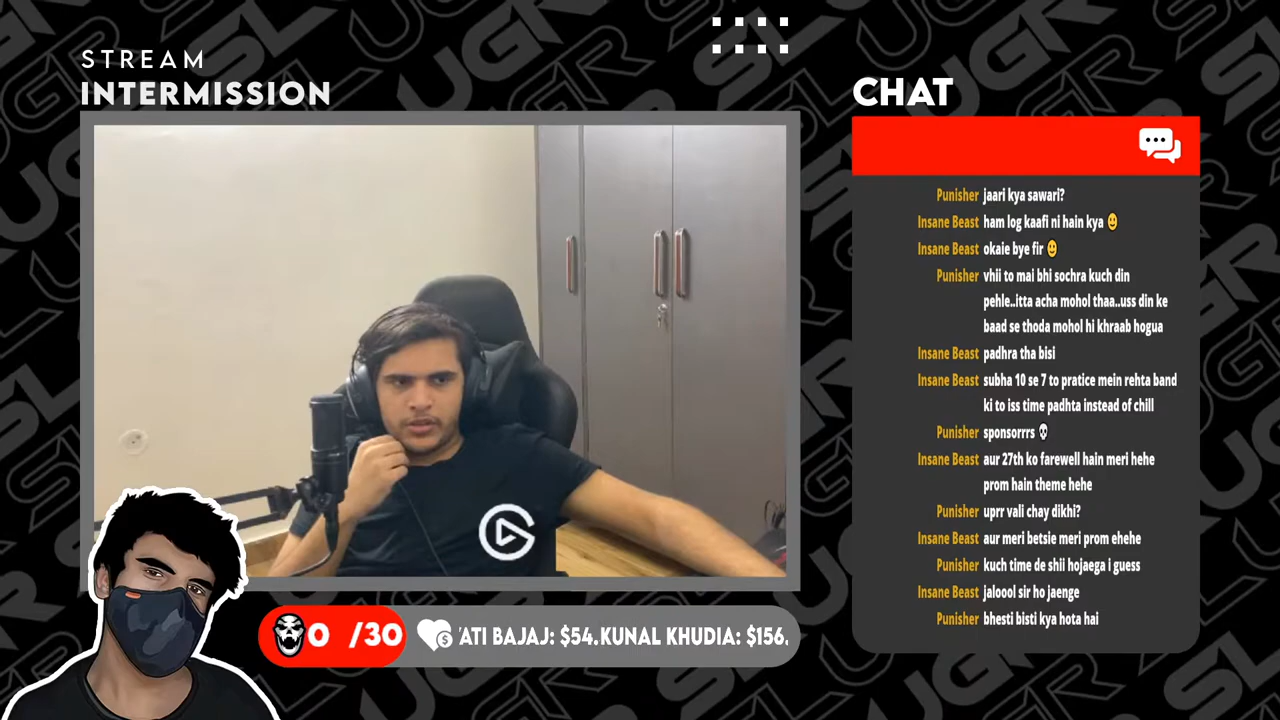 STREAM
INTERMISSION
CHAT
Punisher jaari kya sawari?
Insane Beast ham log kaafi ni hain kya
Insane Beast okaie bye fir
Punisher vhii to mai bhi sochra kuch din
pehle..itta acha mohol thaa..uss din ke
baad se thoda mohol hi khraab hogua
Insane Beast padhra tha bisi
Insane Beast subha 10 se 7 to pratice mein rehta band
ki to iss time padhta instead of chill
Punisher sponsorrrs
Insane Beast aur 27th ko farewell hain meri hehe
prom hain theme hehe
Punisher uprr vali chay dikhi?
Insane Beast aur meri betsie meri prom ehehe
Punisher kuch time de shii hojaega i guess
Insane Beast jaloool sir ho jaenge
Punisher bhesti bisti kya hota hai
0 /30
'ATI BAJAJ: $54.KUNAL KHUDIA: $156.
UGR SL